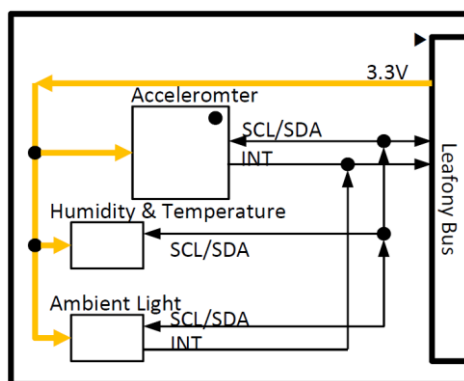 3.3V
Acceleromter
SCL/SDA
INT
Humidity & Temperature
SCL/SDA
Ambient Light
SCL/SDA
INT
Leafony Bus